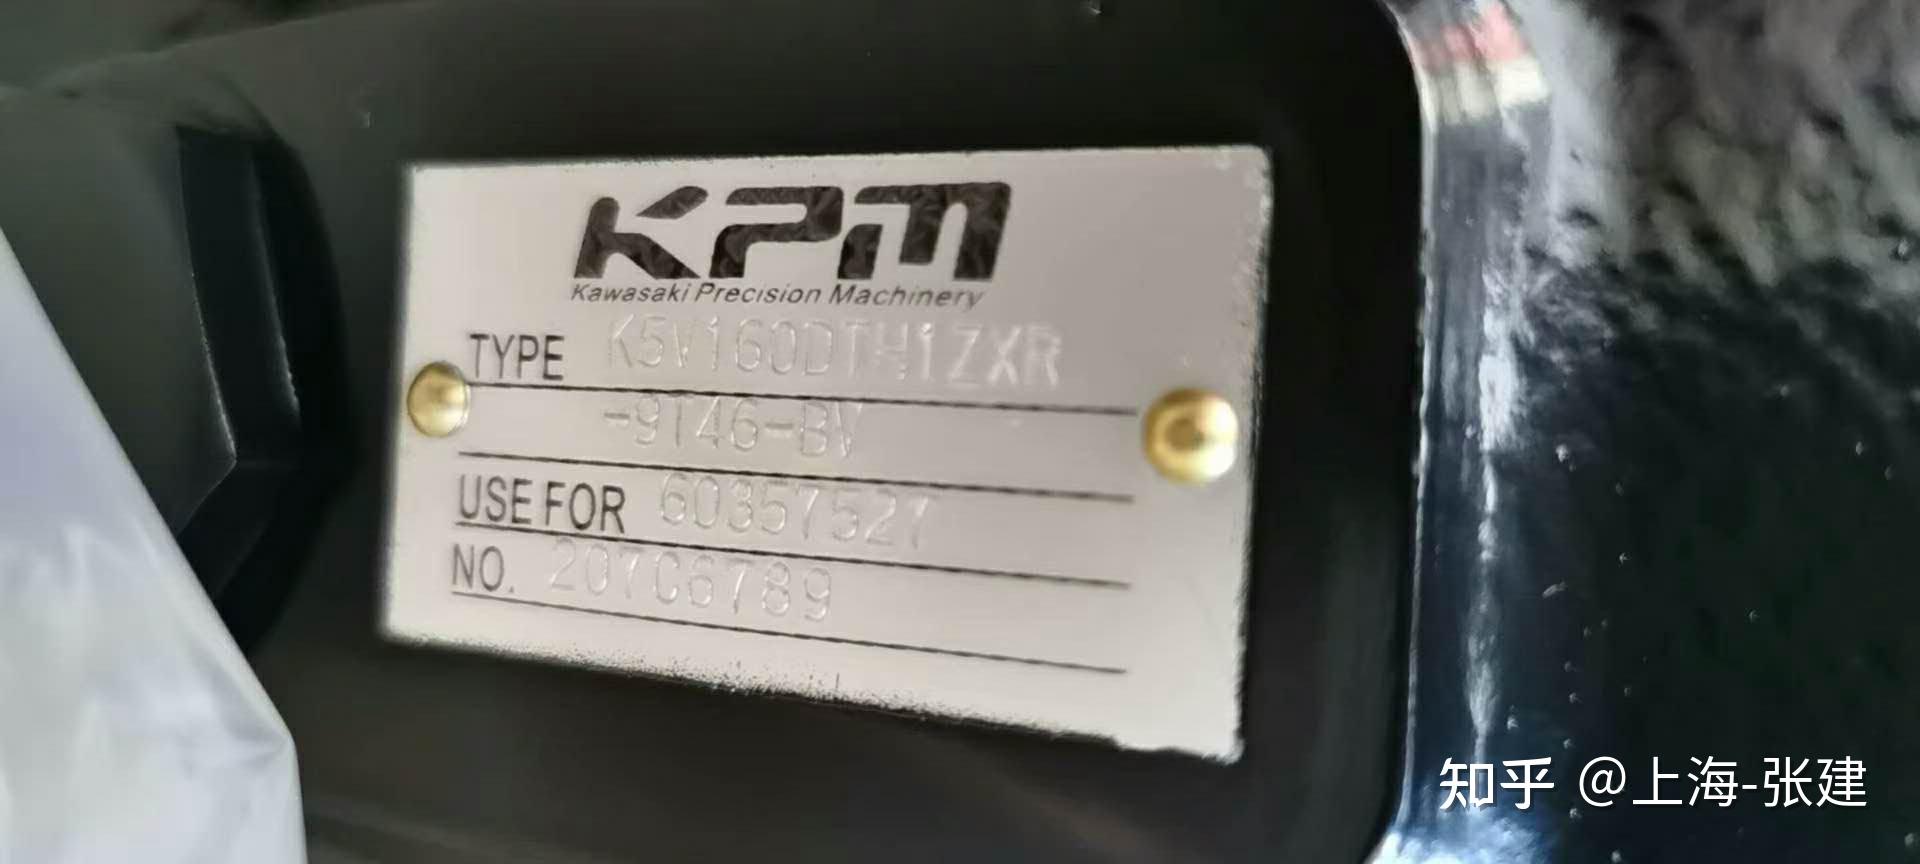 KPM
Kawasaki Precision Machinery
TYPE K5V160DTH1ZXR
-9T46-BV
USE FOR 60357527
NO. 207C6789
知乎 @上海-张建